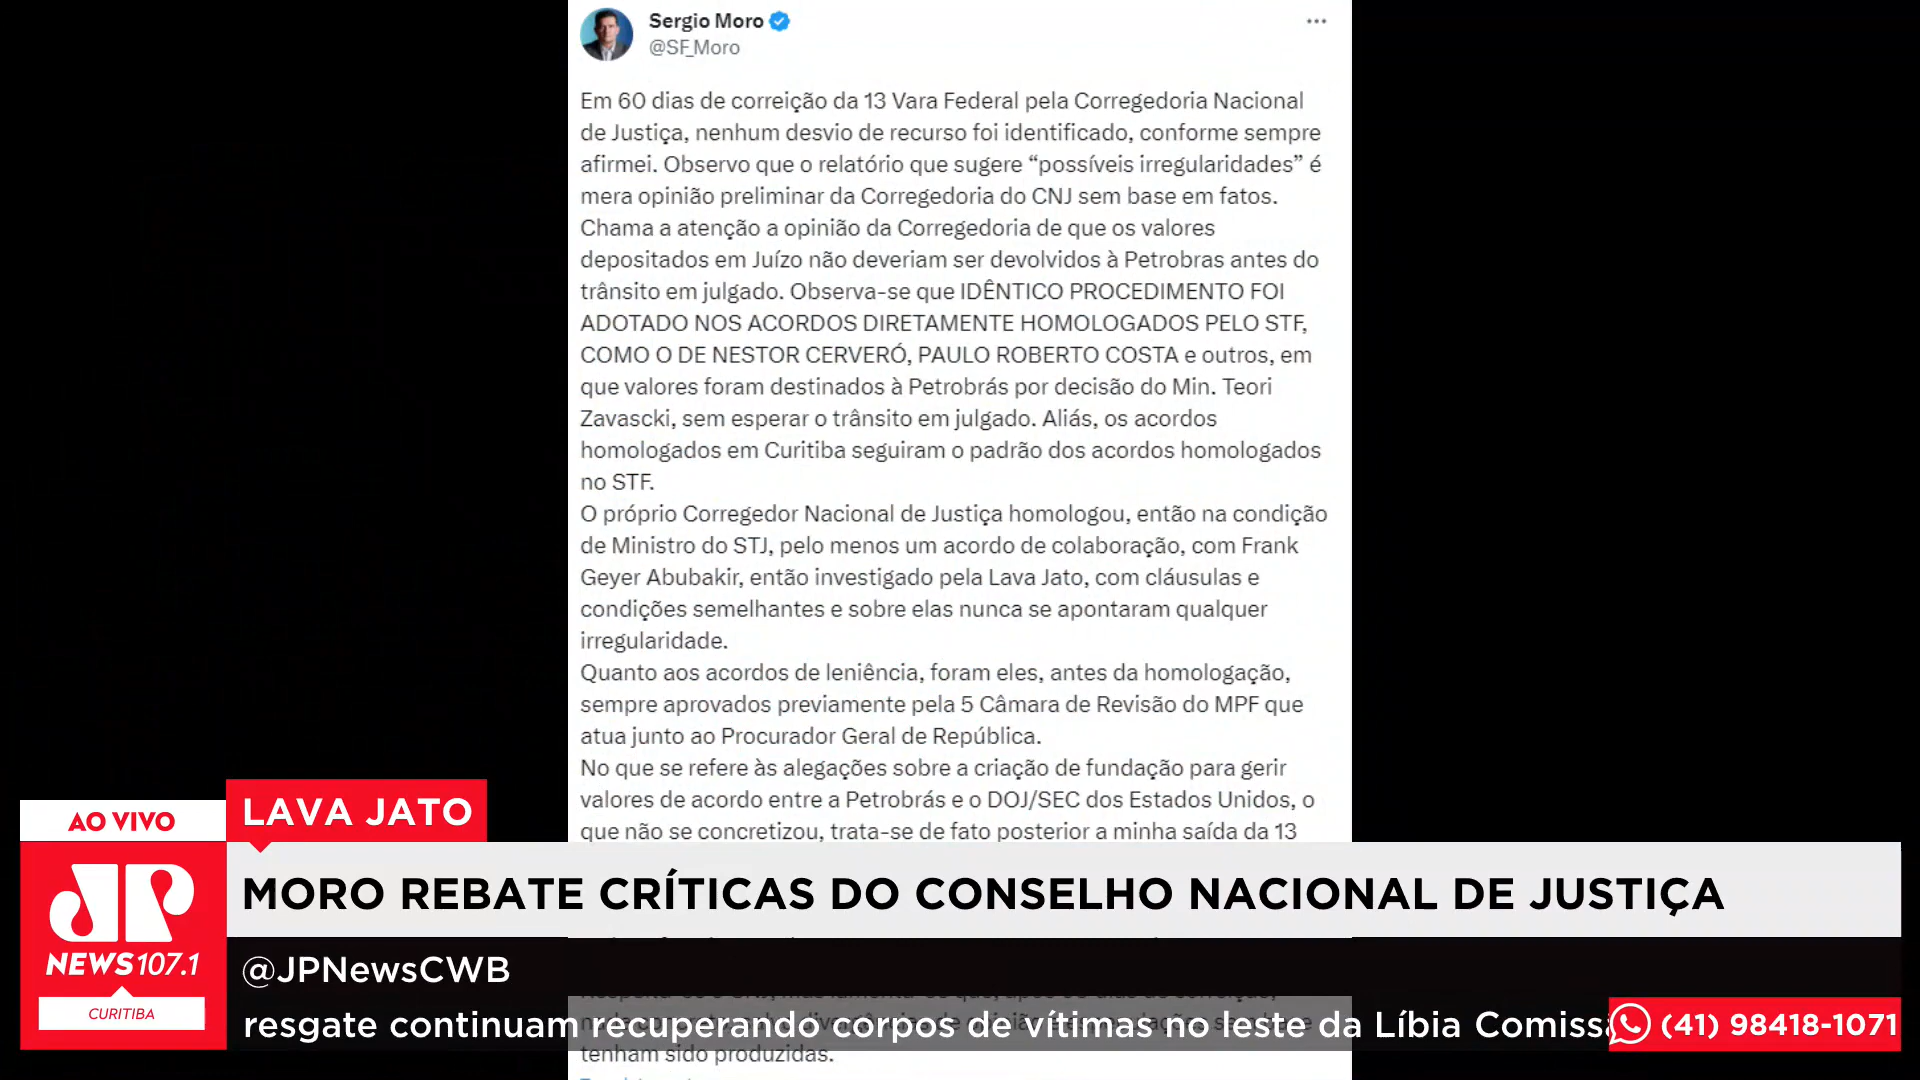 Sergio Moro
@SF_Moro
Em 60 dias de correição da 13 Vara Federal pela Corregedoria Nacional
de Justiça, nenhum desvio de recurso foi identificado, conforme sempre
afirmei. Observo que o relatório que sugere “possíveis irregularidades” é
mera opinião preliminar da Corregedoria do CNJ sem base em fatos.
Chama a atenção a opinião da Corregedoria de que os valores
depositados em Juízo não deveriam ser devolvidos à Petrobras antes do
trânsito em julgado. Observa-se que IDÊNTICO PROCEDIMENTO FOI
ADOTADO NOS ACORDOS DIRETAMENTE HOMOLOGADOS PELO STF,
COMO O DE NESTOR CERVERÓ, PAULO ROBERTO COSTA e outros, em
que valores foram destinados à Petrobrás por decisão do Min. Teori
Zavascki, sem esperar o trânsito em julgado. Aliás, os acordos
homologados em Curitiba seguiram o padrão dos acordos homologados
no STF.
O próprio Corregedor Nacional de Justiça homologou, então na condição
de Ministro do STJ, pelo menos um acordo de colaboração, com Frank
Geyer Abubakir, então investigado pela Lava Jato, com cláusulas e
condições semelhantes e sobre elas nunca se apontaram qualquer
irregularidade.
Quanto aos acordos de leniência, foram eles, antes da homologação,
sempre aprovados previamente pela 5 Câmara de Revisão do MPF que
atua junto ao Procurador Geral de República.
No que se refere às alegações sobre a criação de fundação para gerir
valores de acordo entre a Petrobrás e o DOJ/SEC dos Estados Unidos, o
que não se concretizou, trata-se de fato posterior a minha saída da 13
tenham sido produzidas.
AO VIVO
LAVA JATO
JP
NEWS 107.1
CURITIBA
MORO REBATE CRÍTICAS DO CONSELHO NACIONAL DE JUSTIÇA
@JPNewsCWB
resgate continuam recuperando corpos de vítimas no leste da Líbia Comiss
(41) 98418-1071